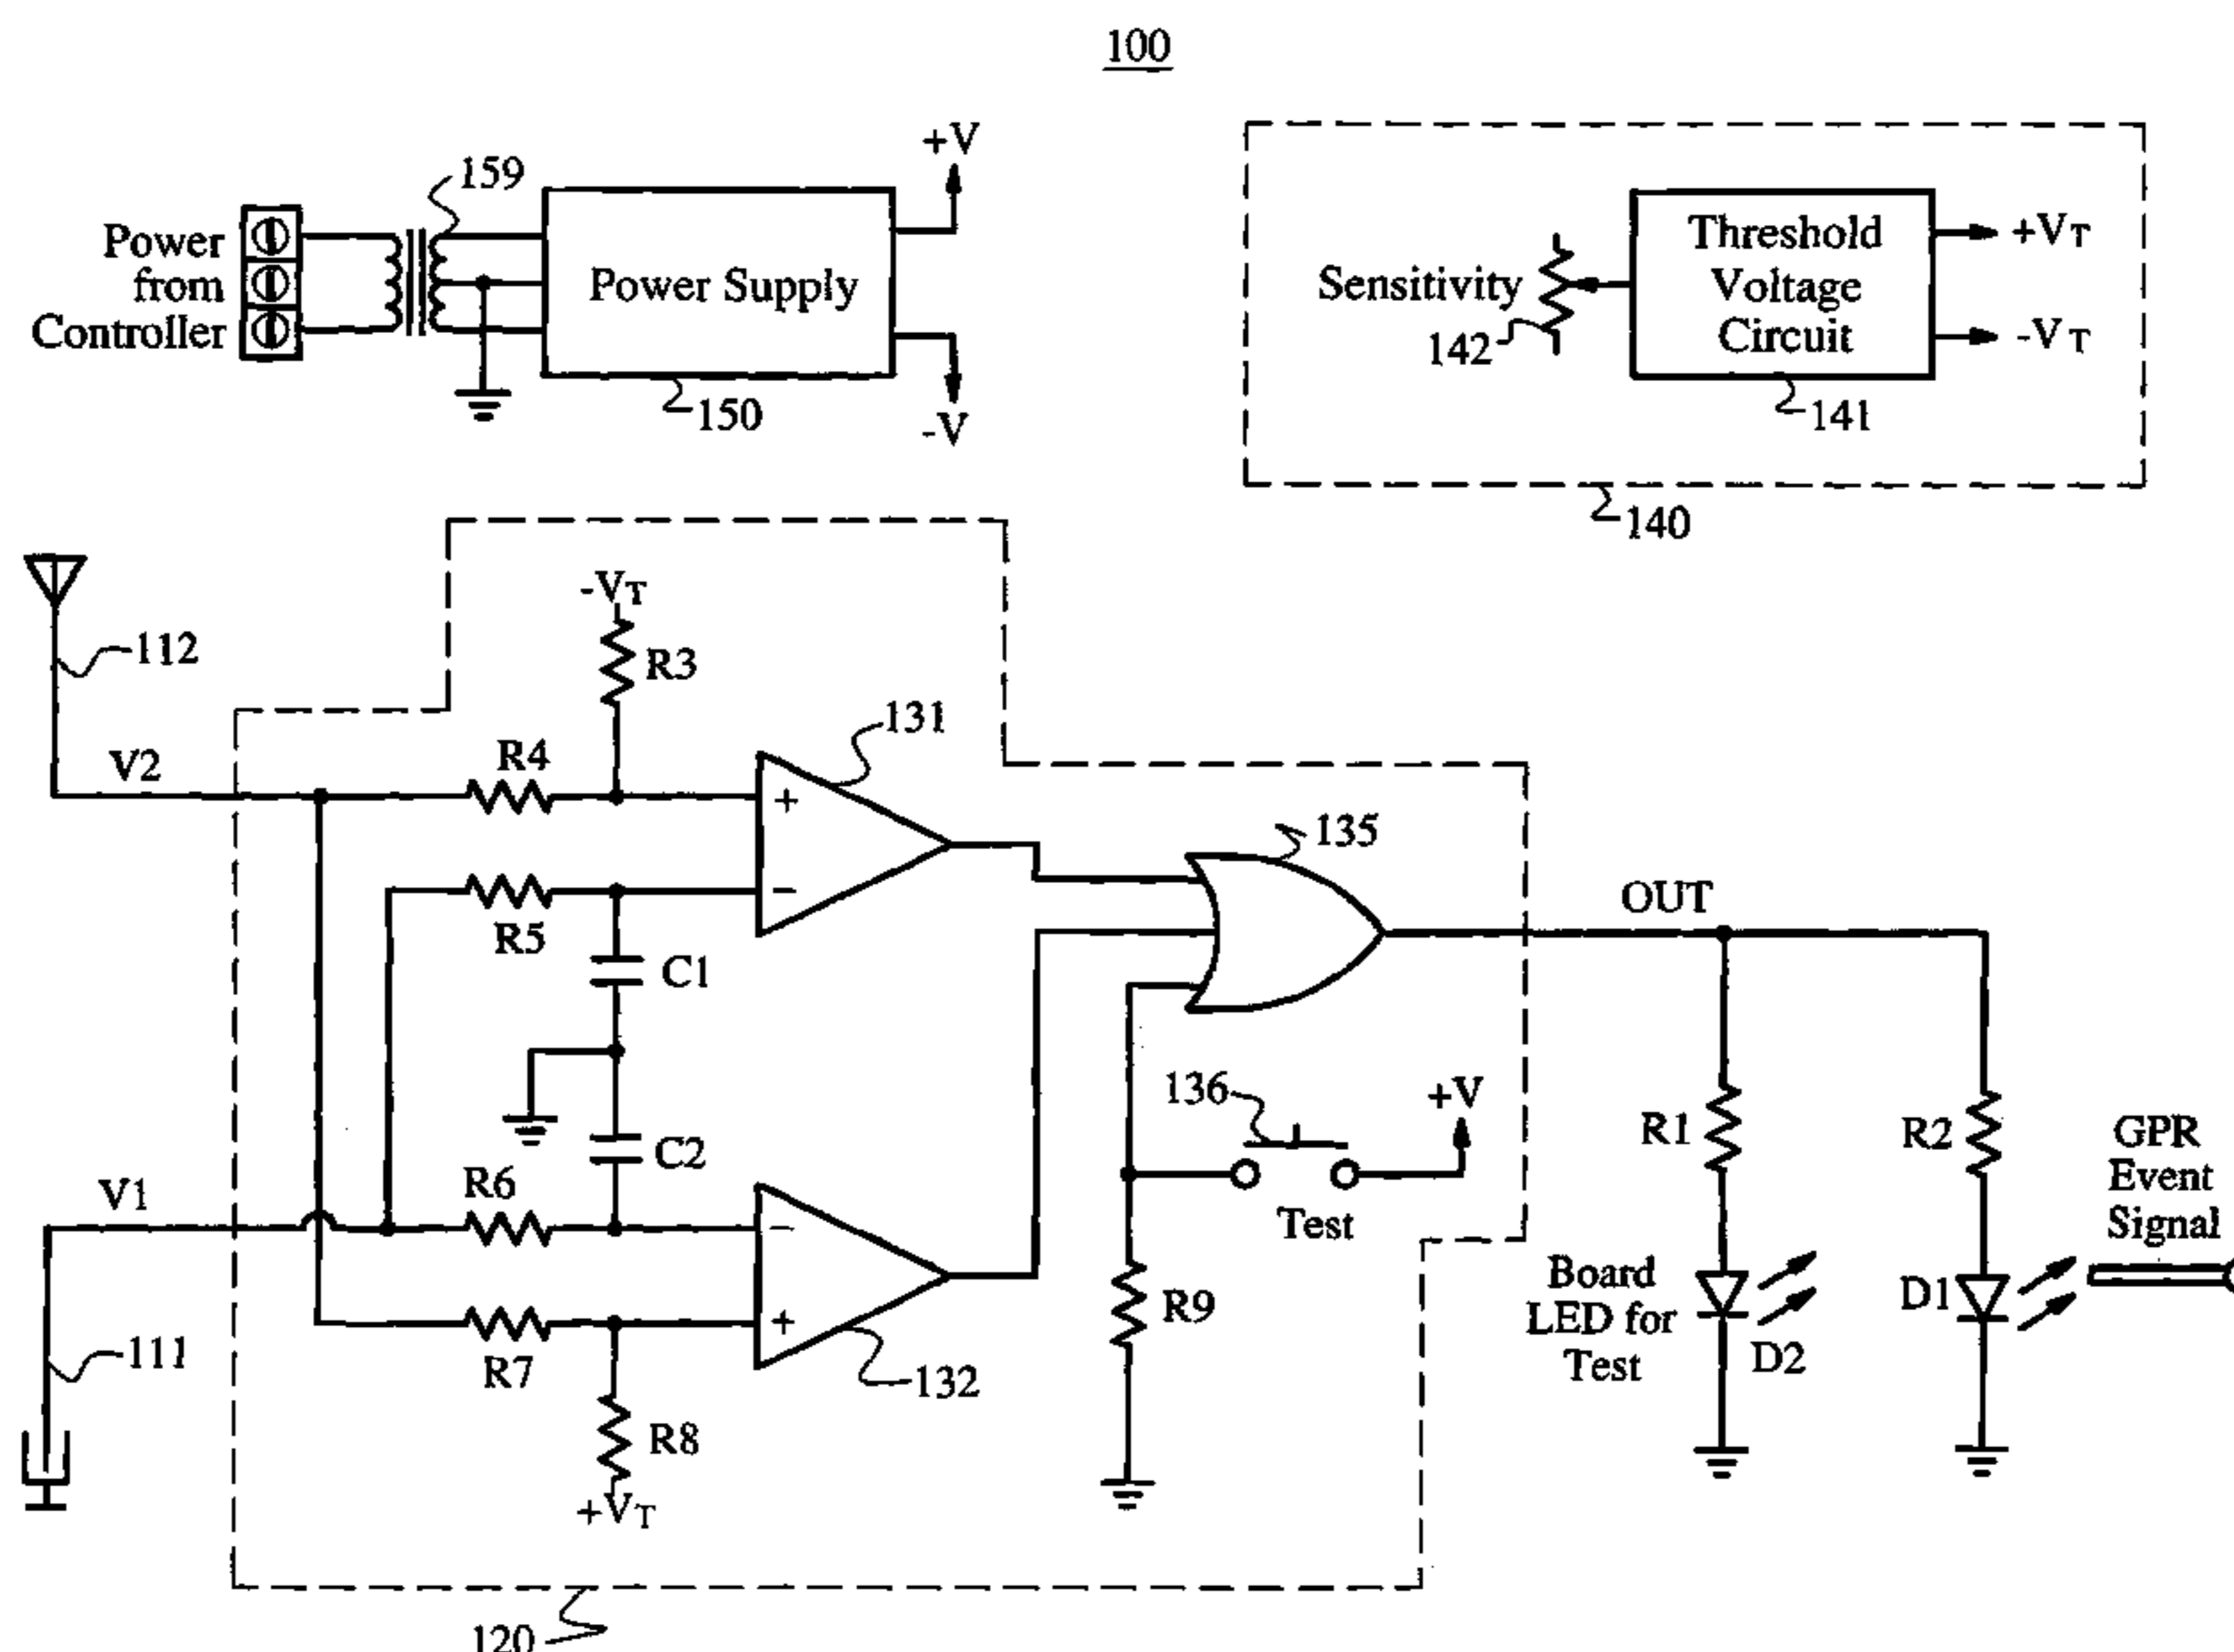 100
159
+V
Power
from
Controller
Power Supply
150
-V
Sensitivity
142
Threshold
Voltage
Circuit
+VT
-VT
141
140
112
-VT
R3
131
V2
R4
+
−
R5
C1
135
OUT
136
+V
Test
C2
V1
R6
−
+
R7
132
R8
+VT
111
R9
R1
R2
GPR
Event
Signal
Board
LED for
Test
D2
D1
120